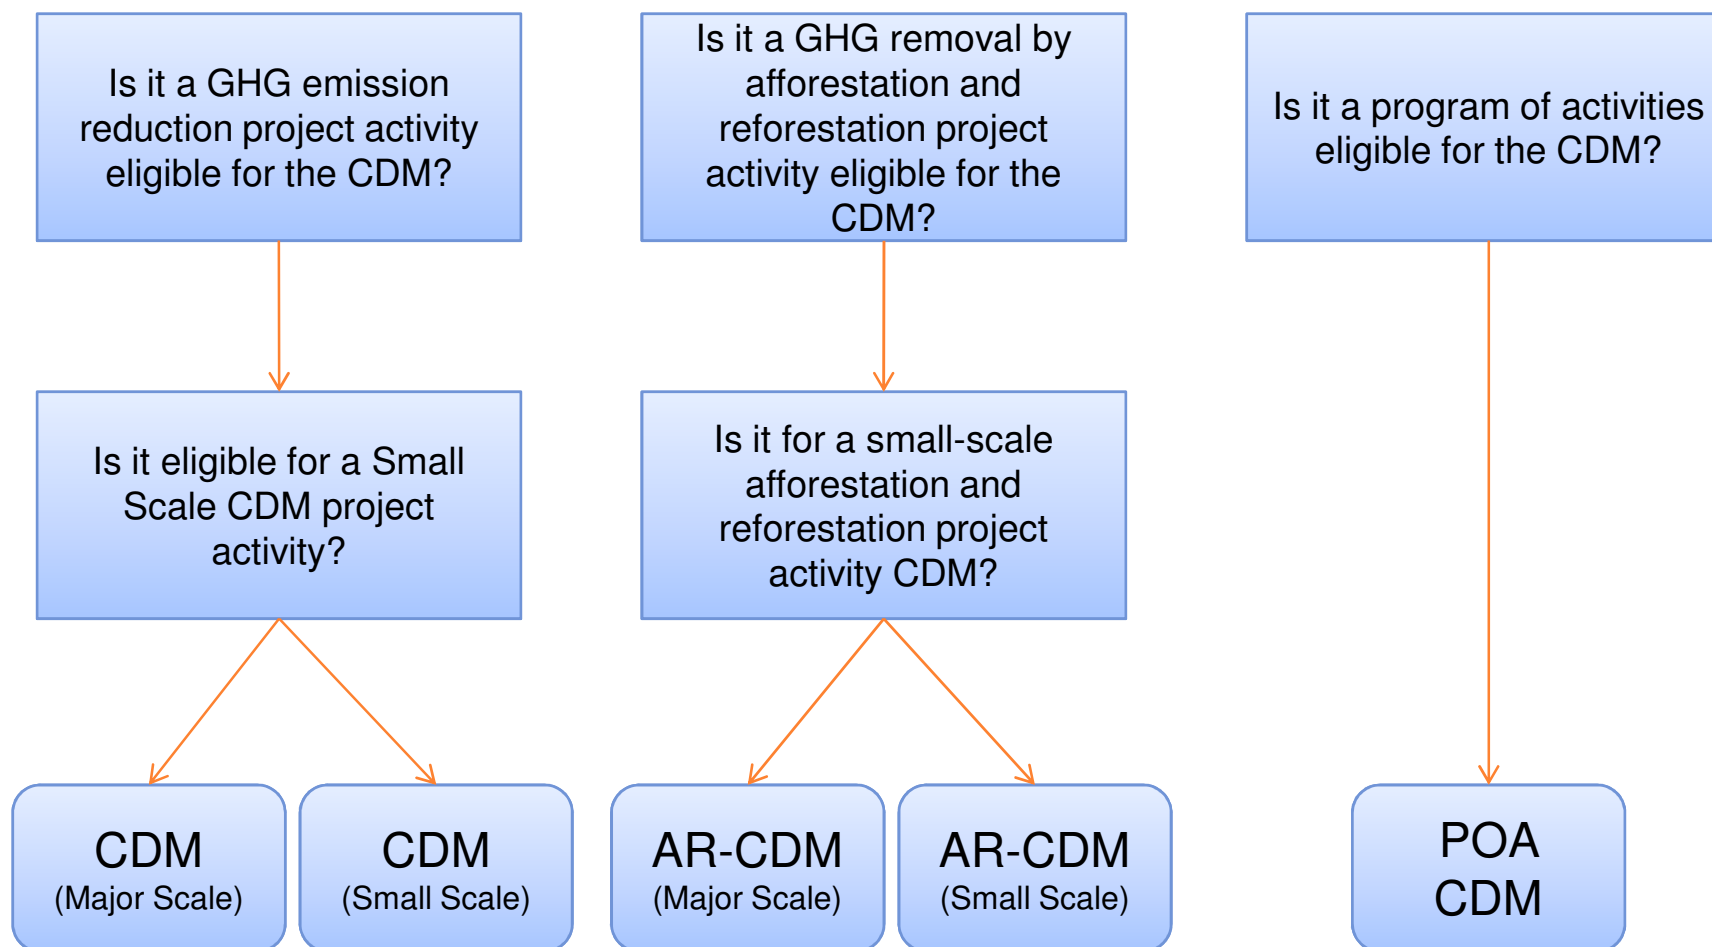 Is it a GHG emission
reduction project activity
eligible for the CDM?
Is it a GHG removal by
afforestation and
reforestation project
activity eligible for the
CDM?
Is it a program of activities
eligible for the CDM?
Is it eligible for a Small
Scale CDM project
activity?
Is it for a small-scale
afforestation and
reforestation project
activity CDM?
CDM
(Major Scale)
CDM
(Small Scale)
AR-CDM
(Major Scale)
AR-CDM
(Small Scale)
POA
CDM